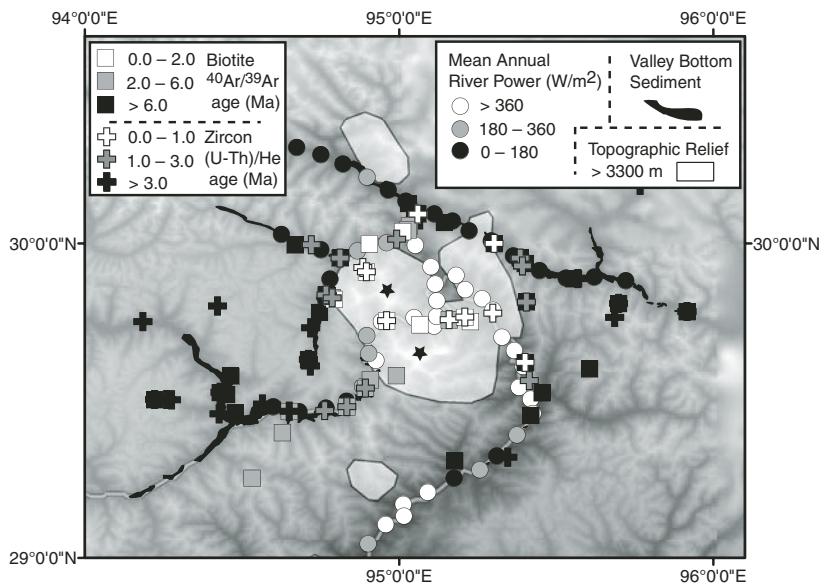 94°0'0"E 95°0'0"E 96°0'0"E
0.0 – 2.0 Biotite
2.0 – 6.0 40Ar/39Ar
> 6.0 age (Ma)
0.0 – 1.0 Zircon
1.0 – 3.0 (U-Th)/He
> 3.0 age (Ma)
Mean Annual
River Power (W/m2)
> 360
180 – 360
0 – 180
Valley Bottom
Sediment
Topographic Relief
> 3300 m
30°0'0"N 30°0'0"N
29°0'0"N
94°0'0"E 95°0'0"E 96°0'0"E